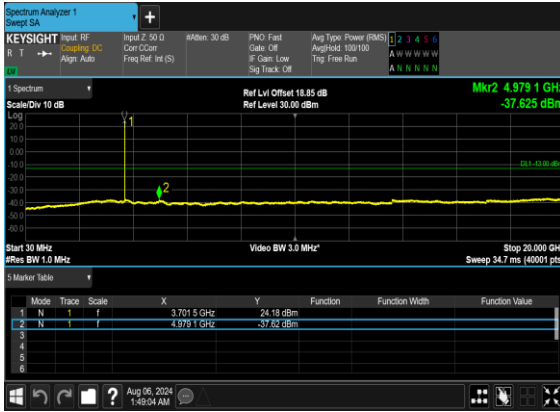 Spectrum Analyzer 1
Swept SA
+
KEYSIGHT Input: RF Input Z: 50 Ω #Atten: 30 dB PNO: Fast Avg Type: Power (RMS) 1 2 3 4 5 6
R T Coupling: DC Corr CCorr Gate: Off Avg|Hold: 100/100 A W W W W W
Align: Auto Freq Ref: Int (S) IF Gain: Low Trig: Free Run
Sig Track: Off A N N N N N
1 Spectrum
Scale/Div 10 dB
Ref Lvl Offset 18.85 dB
Ref Level 30.00 dBm
Mkr2 4.979 1 GHz
-37.625 dBm
Log
20.0
10.0
0.00
-10.0
-20.0
-30.0
-40.0
-50.0
-60.0
1
2
DL1 -13.00 dBm
Start 30 MHz Video BW 3.0 MHz* Stop 20.000 GHz
#Res BW 1.0 MHz Sweep 34.7 ms (40001 pts)
5 Marker Table
Mode Trace Scale X Y Function Function Width Function Value
1 N 1 f 3.701 5 GHz 24.18 dBm
2 N 1 f 4.979 1 GHz -37.62 dBm
3
4
5
6
?
Aug 06, 2024
1:49:04 AM